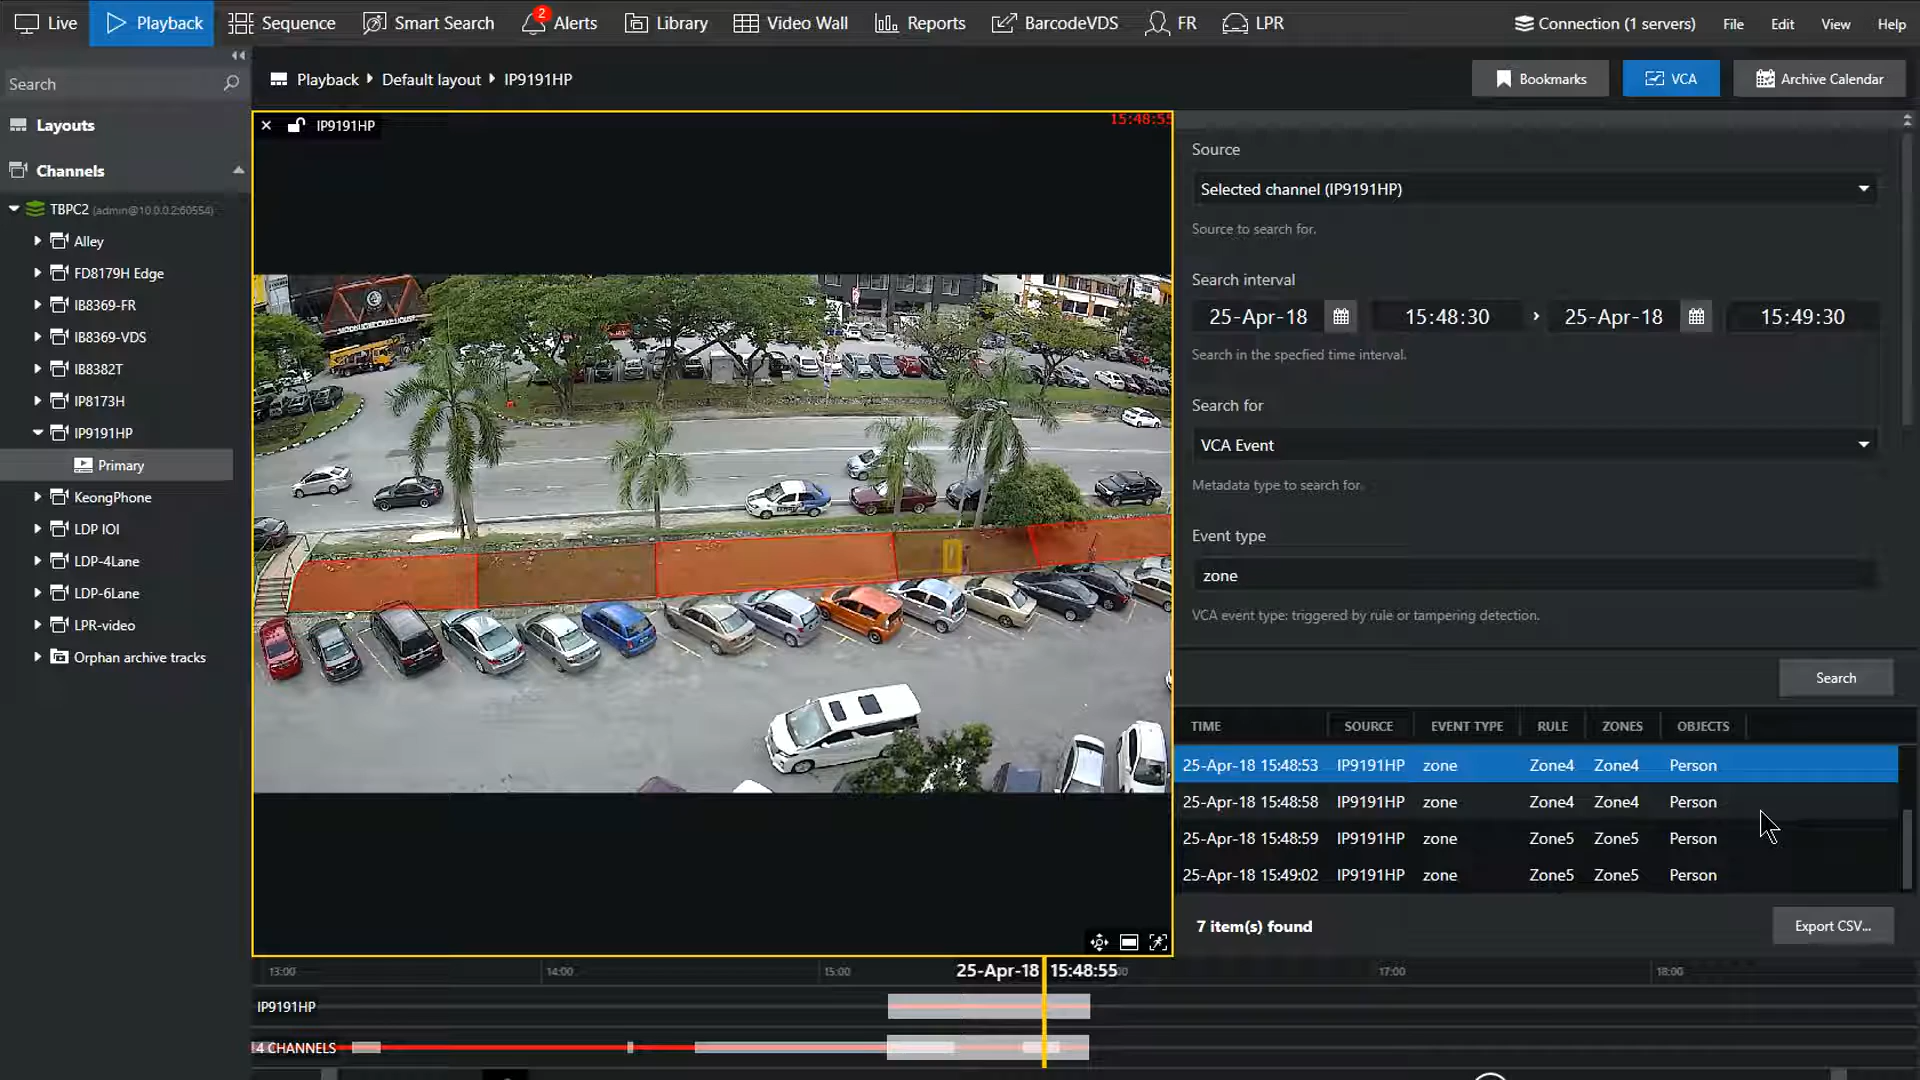 Live
Playback
Sequence
Smart Search
2
Alerts
Library
Video Wall
Reports
BarcodeVDS
FR
LPR
Connection (1 servers)
File
Edit
View
Help
Search
Playback
Default layout
IP9191HP
Bookmarks
VCA
Archive Calendar
Layouts
Channels
TBPC2 (admin@10.0.0.2:60554)
Alley
FD8179H Edge
IB8369-FR
IB8369-VDS
IB8382T
IP8173H
IP9191HP
Primary
KeongPhone
LDP IOI
LDP-4Lane
LDP-6Lane
LPR-video
Orphan archive tracks
IP9191HP
15:48:55
Source
Selected channel (IP9191HP)
Source to search for.
Search interval
25-Apr-18 15:48:30 25-Apr-18 15:49:30
Search in the specfied time interval.
Search for
VCA Event
Metadata type to search for.
Event type
zone
VCA event type: triggered by rule or tampering detection.
Search
TIME SOURCE EVENT TYPE RULE ZONES OBJECTS
25-Apr-18 15:48:53 IP9191HP zone Zone4 Zone4 Person
25-Apr-18 15:48:58 IP9191HP zone Zone4 Zone4 Person
25-Apr-18 15:48:59 IP9191HP zone Zone5 Zone5 Person
25-Apr-18 15:49:02 IP9191HP zone Zone5 Zone5 Person
7 item(s) found
Export CSV...
13:00 14:00 15:00 25-Apr-18 15:48:55 17:00 18:00
IP9191HP
14 CHANNELS